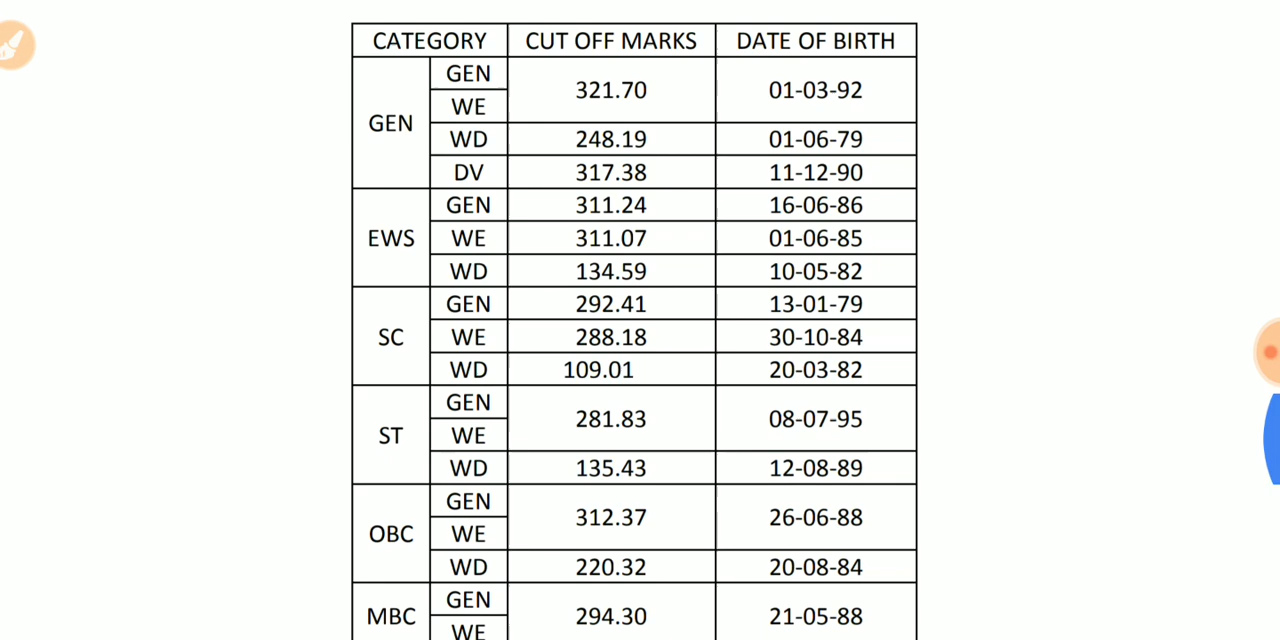 CATEGORY CUT OFF MARKS DATE OF BIRTH
GEN GEN 321.70 01-03-92
WE
WD 248.19 01-06-79
DV 317.38 11-12-90
EWS GEN 311.24 16-06-86
WE 311.07 01-06-85
WD 134.59 10-05-82
SC GEN 292.41 13-01-79
WE 288.18 30-10-84
WD 109.01 20-03-82
ST GEN 281.83 08-07-95
WE
WD 135.43 12-08-89
OBC GEN 312.37 26-06-88
WE
WD 220.32 20-08-84
MBC GEN 294.30 21-05-88
WE